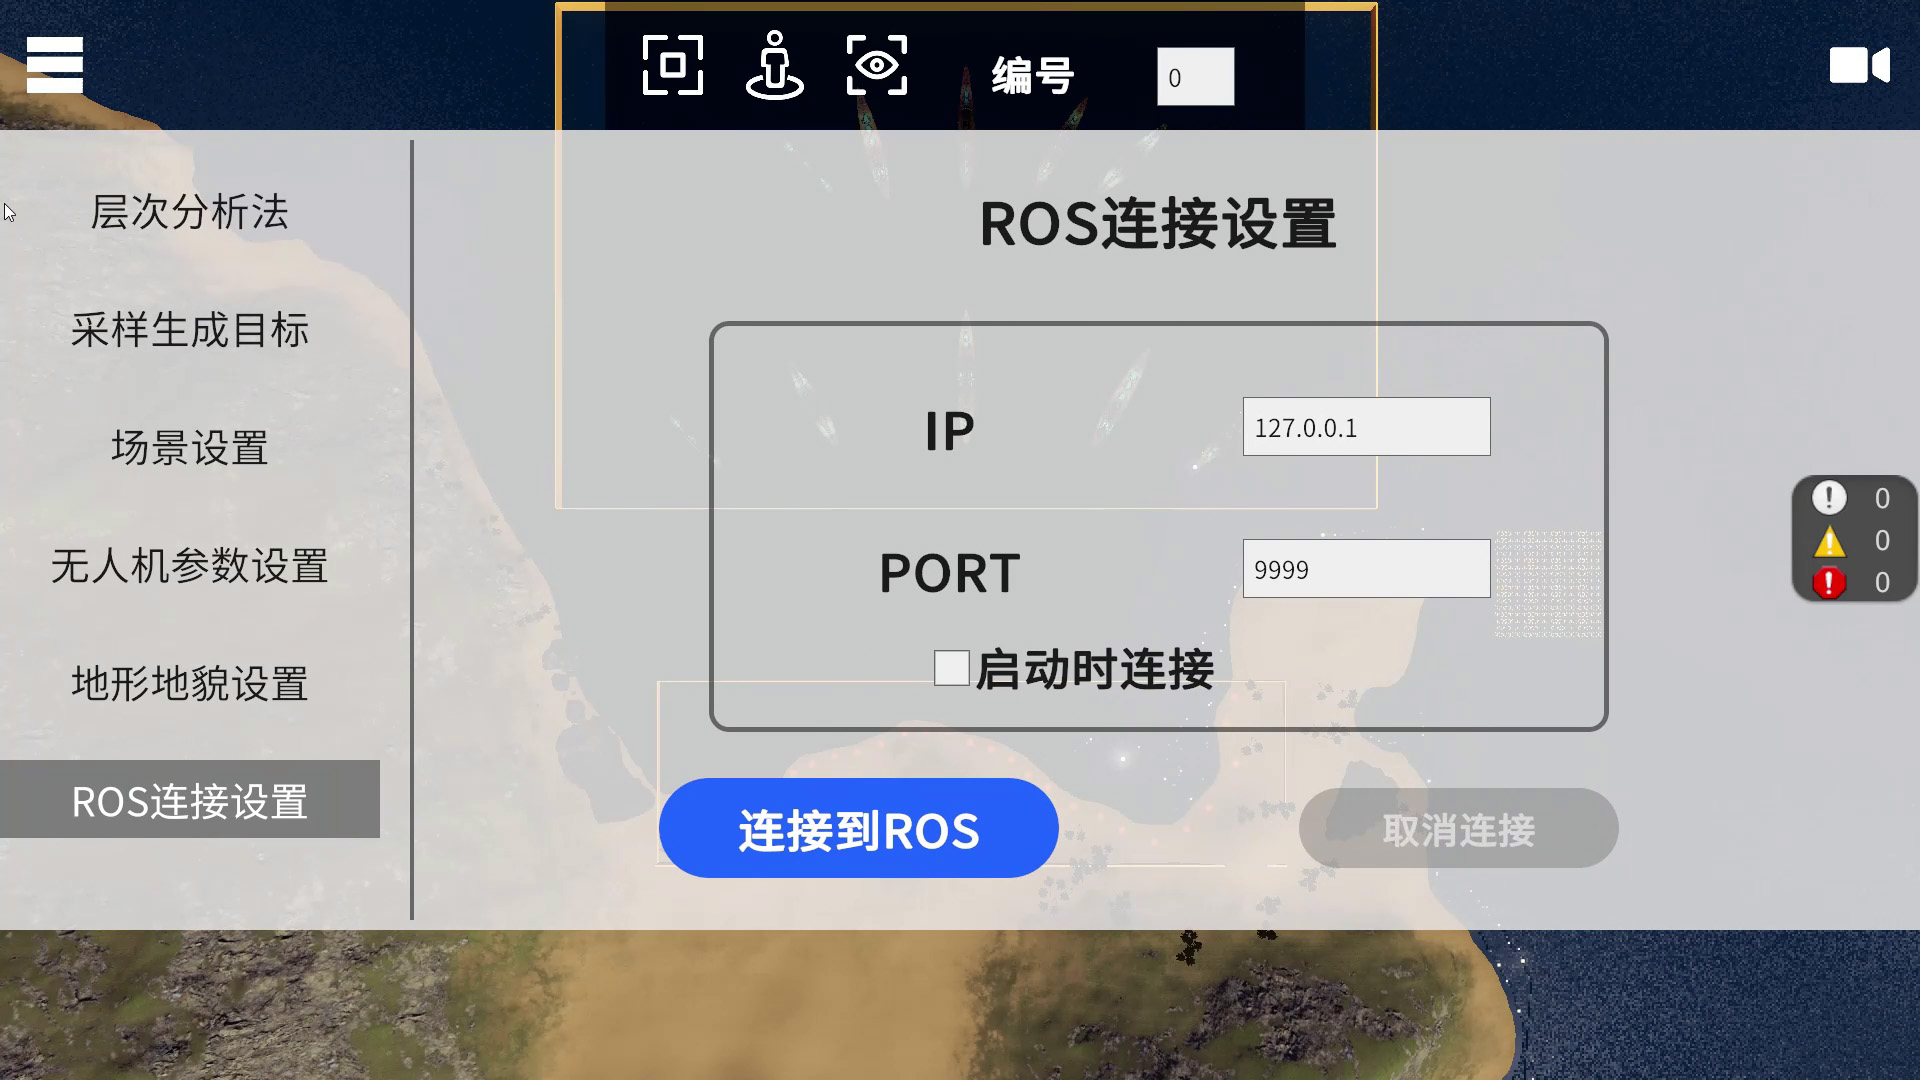 编号 0
层次分析法
采样生成目标
场景设置
无人机参数设置
地形地貌设置
ROS连接设置
ROS连接设置
IP 127.0.0.1
PORT 9999
启动时连接
连接到ROS 取消连接
0
0
0